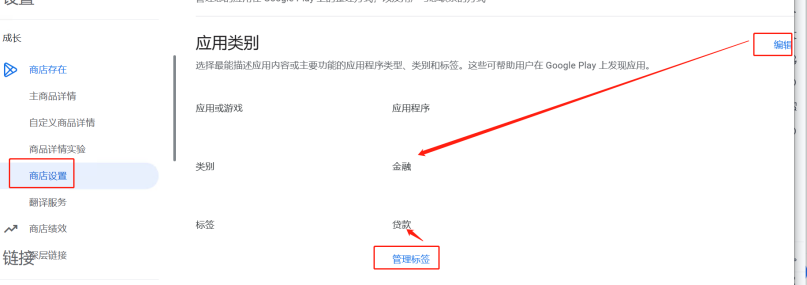 设置
成长
商店存在
主商品详情
自定义商品详情
商品详情实验
商店设置
翻译服务
商店绩效
深层链接
链接
应用类别
编辑
选择最能描述应用内容或主要功能的应用程序类型、类别和标签。这些可帮助用户在 Google Play 上发现应用。
应用或游戏
应用程序
类别
金融
标签
贷款
管理标签